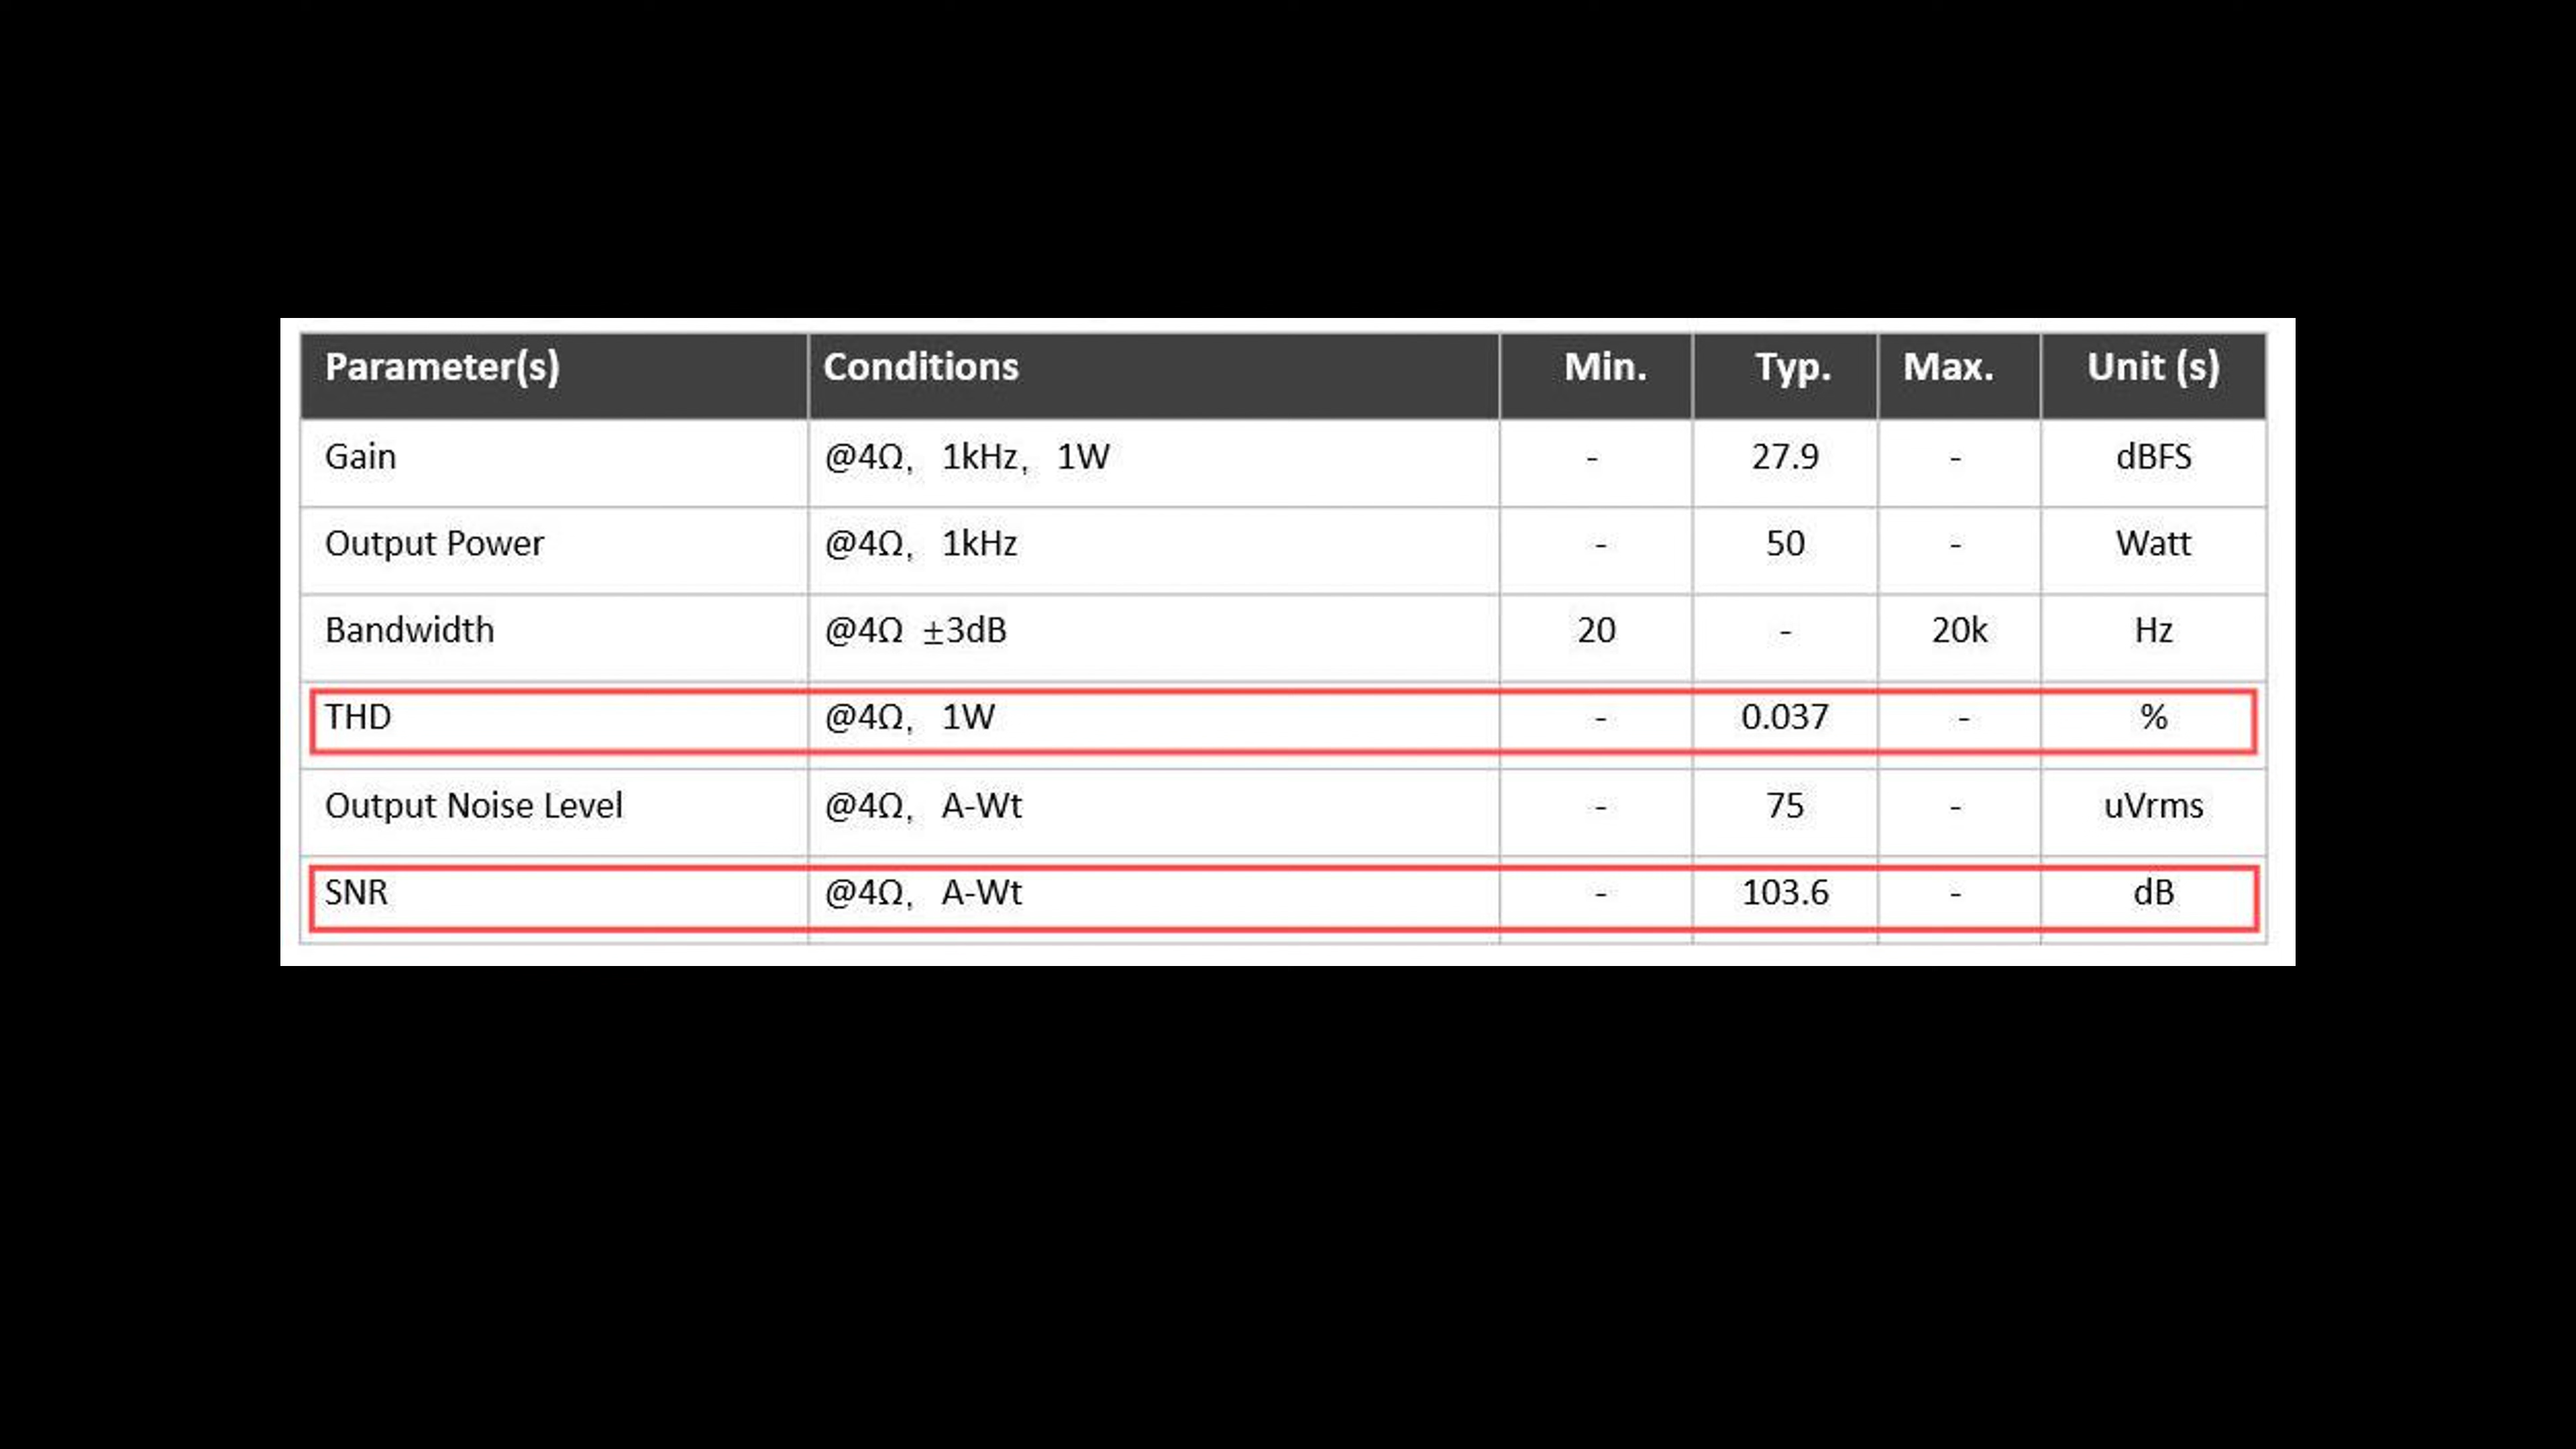 Parameter(s) Conditions Min. Typ. Max. Unit (s)
Gain @4Ω, 1kHz, 1W - 27.9 - dBFS
Output Power @4Ω, 1kHz - 50 - Watt
Bandwidth @4Ω ±3dB 20 - 20k Hz
THD @4Ω, 1W - 0.037 - %
Output Noise Level @4Ω, A-Wt - 75 - uVrms
SNR @4Ω, A-Wt - 103.6 - dB